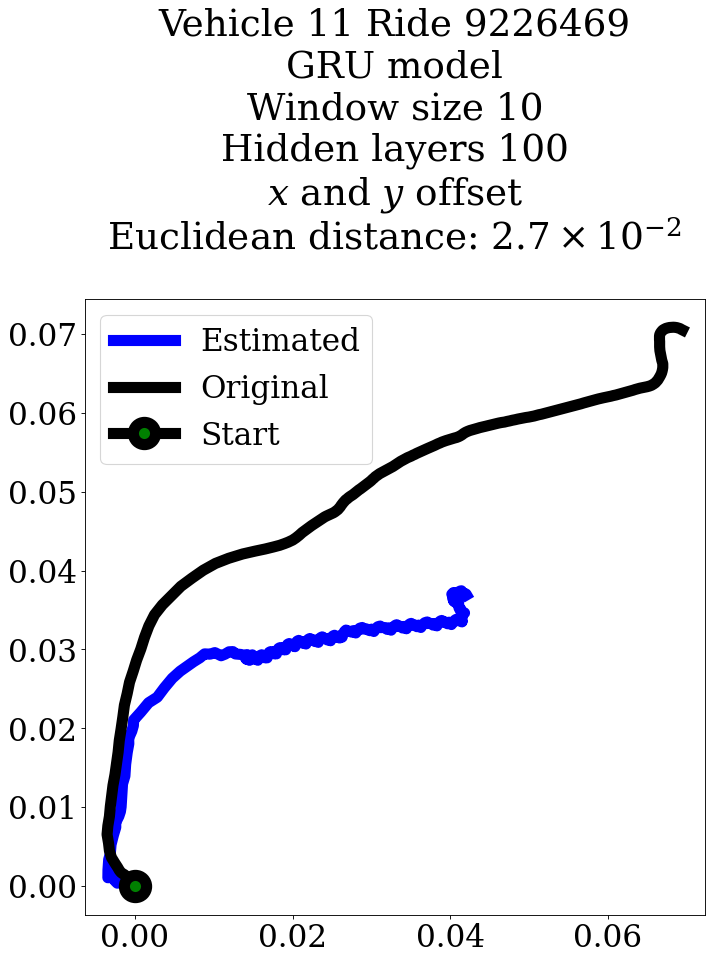 Vehicle 11 Ride 9226469
GRU model
Window size 10
Hidden layers 100
x and y offset
Euclidean distance: 2.7 × 10⁻²
Estimated
Original
Start
0.07
0.06
0.05
0.04
0.03
0.02
0.01
0.00
0.00 0.02 0.04 0.06